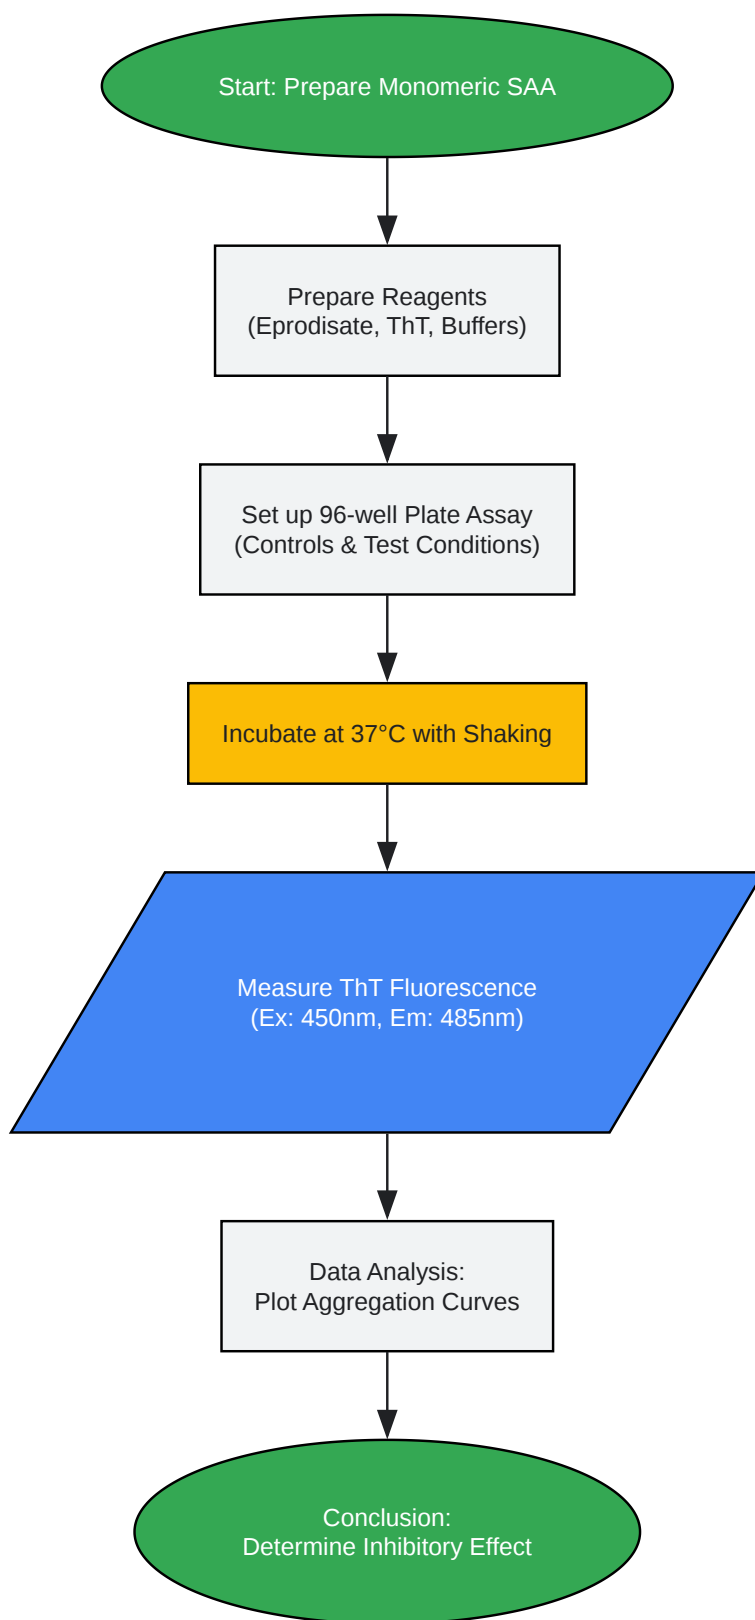 Start: Prepare Monomeric SAA
Prepare Reagents
(Eprodisate, ThT, Buffers)
Set up 96-well Plate Assay
(Controls & Test Conditions)
Incubate at 37°C with Shaking
Measure ThT Fluorescence
(Ex: 450nm, Em: 485nm)
Data Analysis:
Plot Aggregation Curves
Conclusion:
Determine Inhibitory Effect